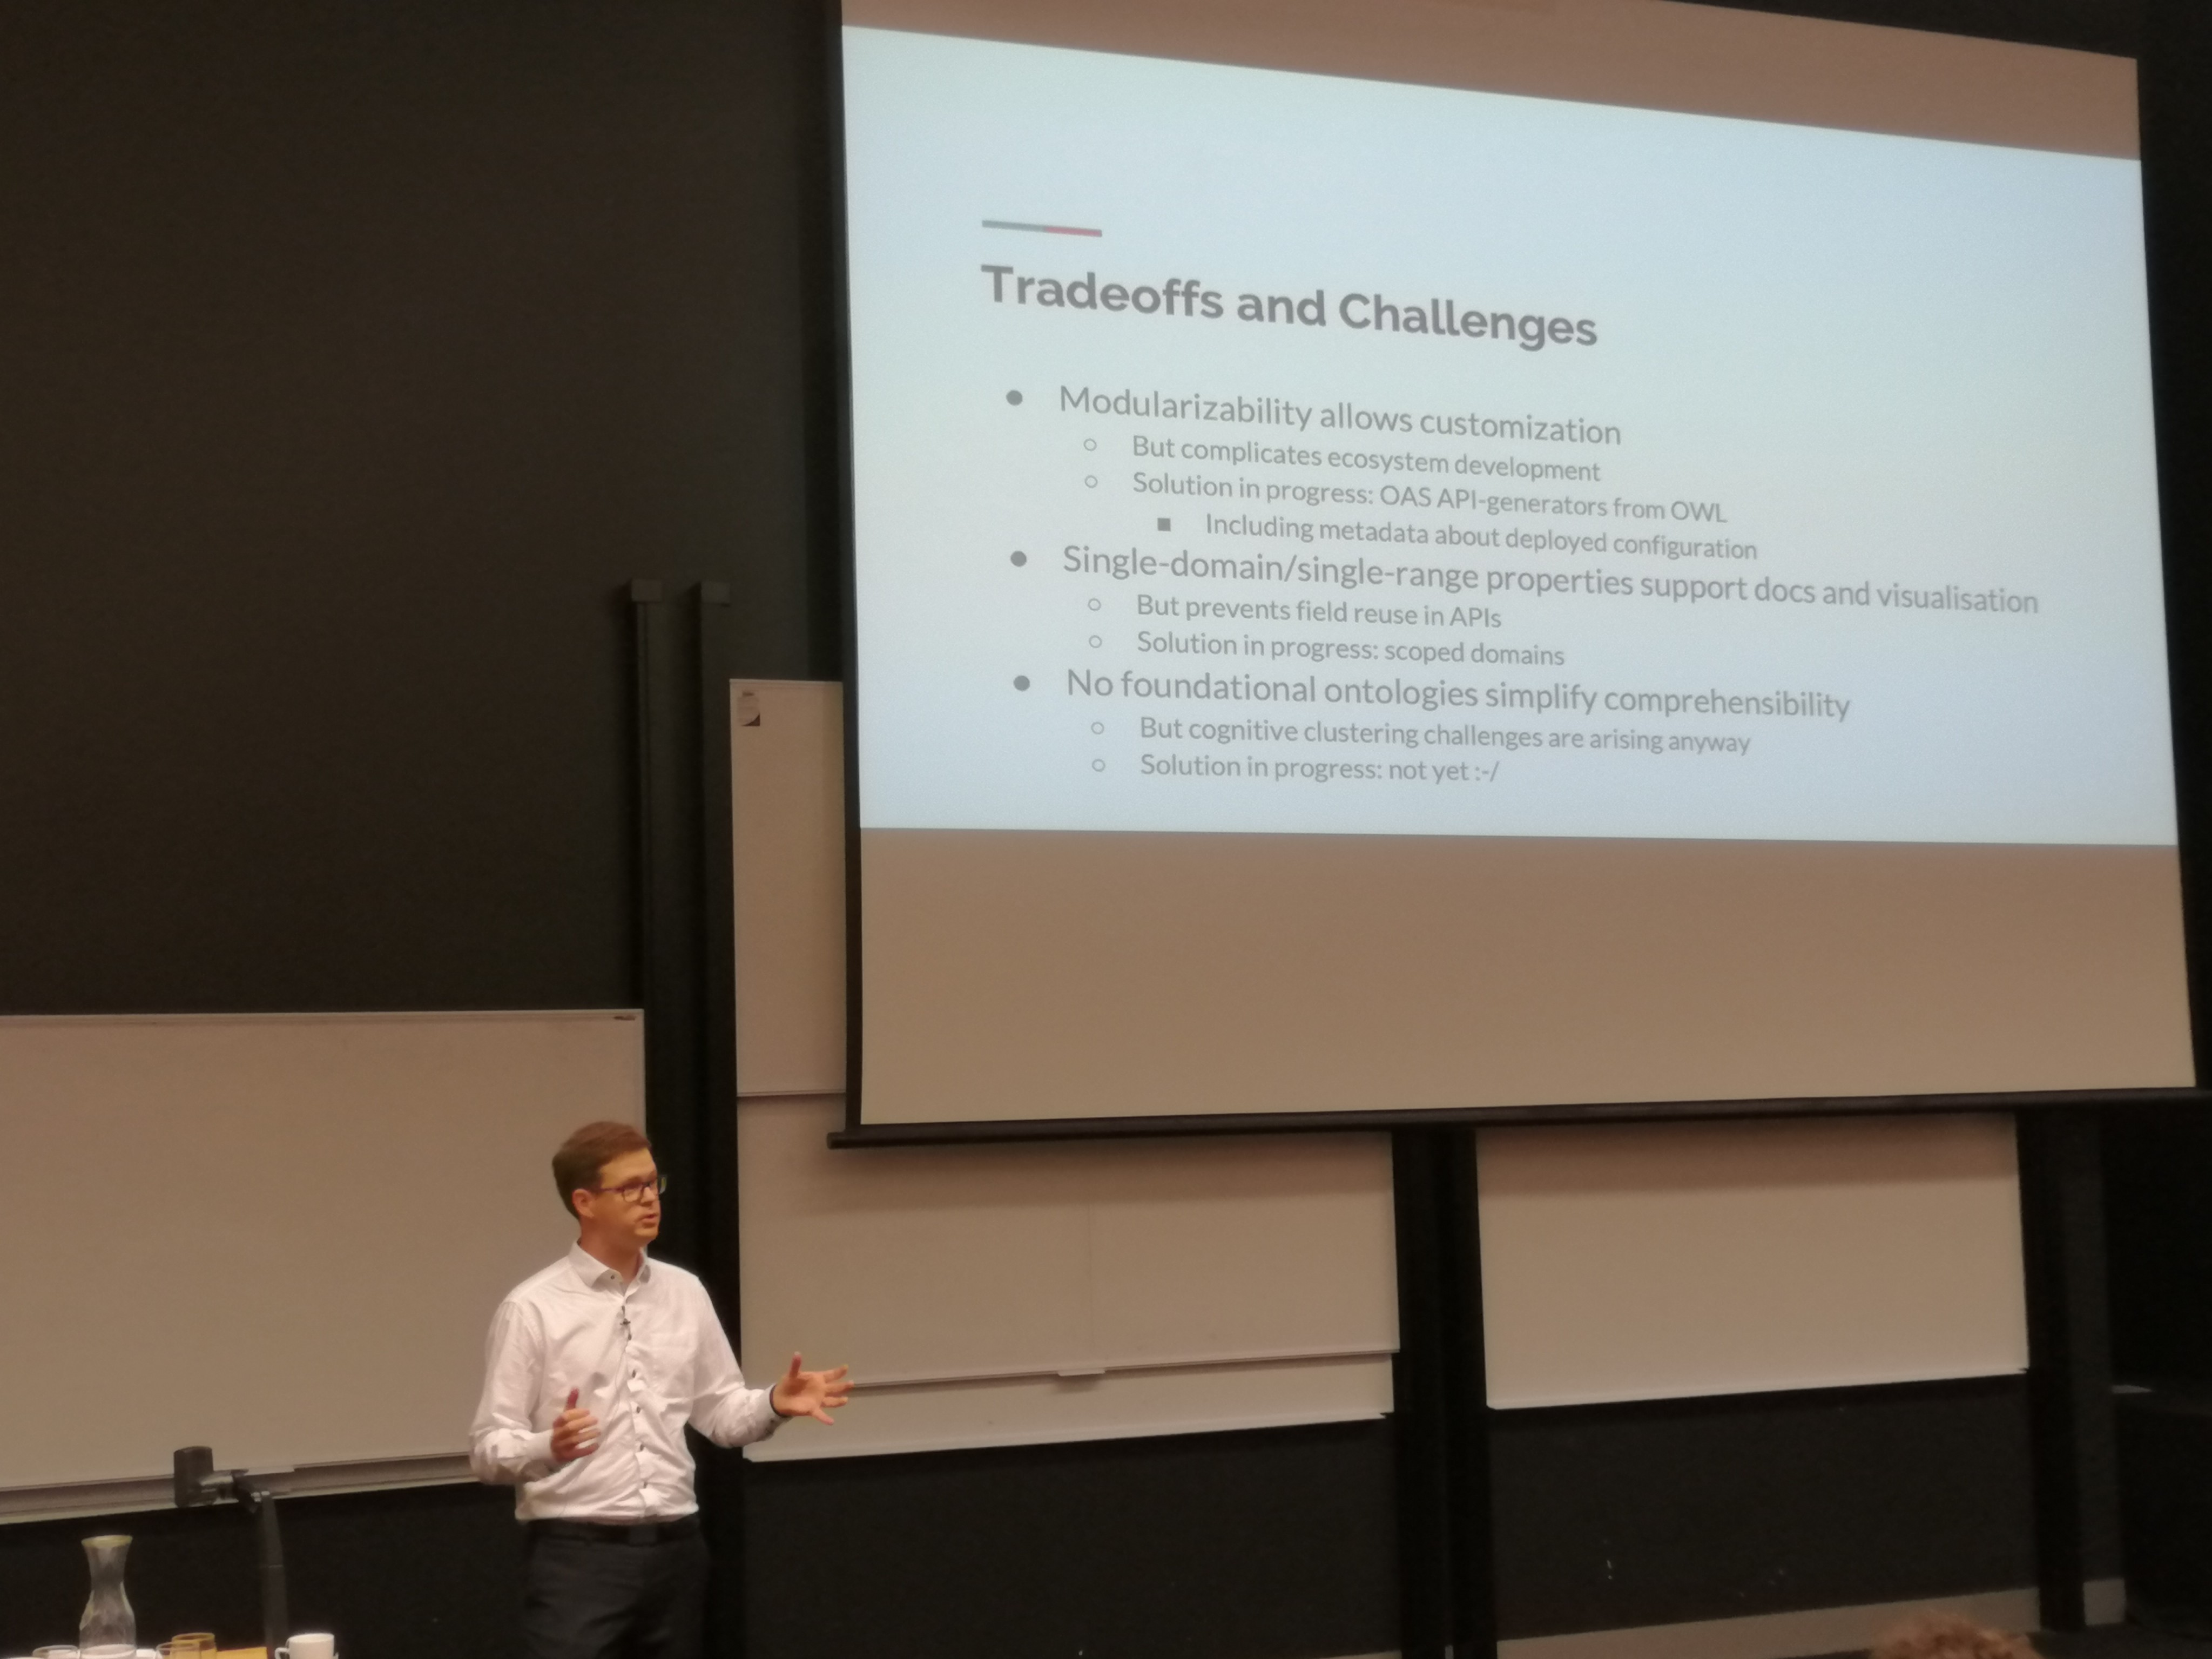 Tradeoffs and Challenges
● Modularizability allows customization
○ But complicates ecosystem development
○ Solution in progress: OAS API-generators from OWL
■ Including metadata about deployed configuration
● Single-domain/single-range properties support docs and visualisation
○ But prevents field reuse in APIs
○ Solution in progress: scoped domains
● No foundational ontologies simplify comprehensibility
○ But cognitive clustering challenges are arising anyway
○ Solution in progress: not yet :-/